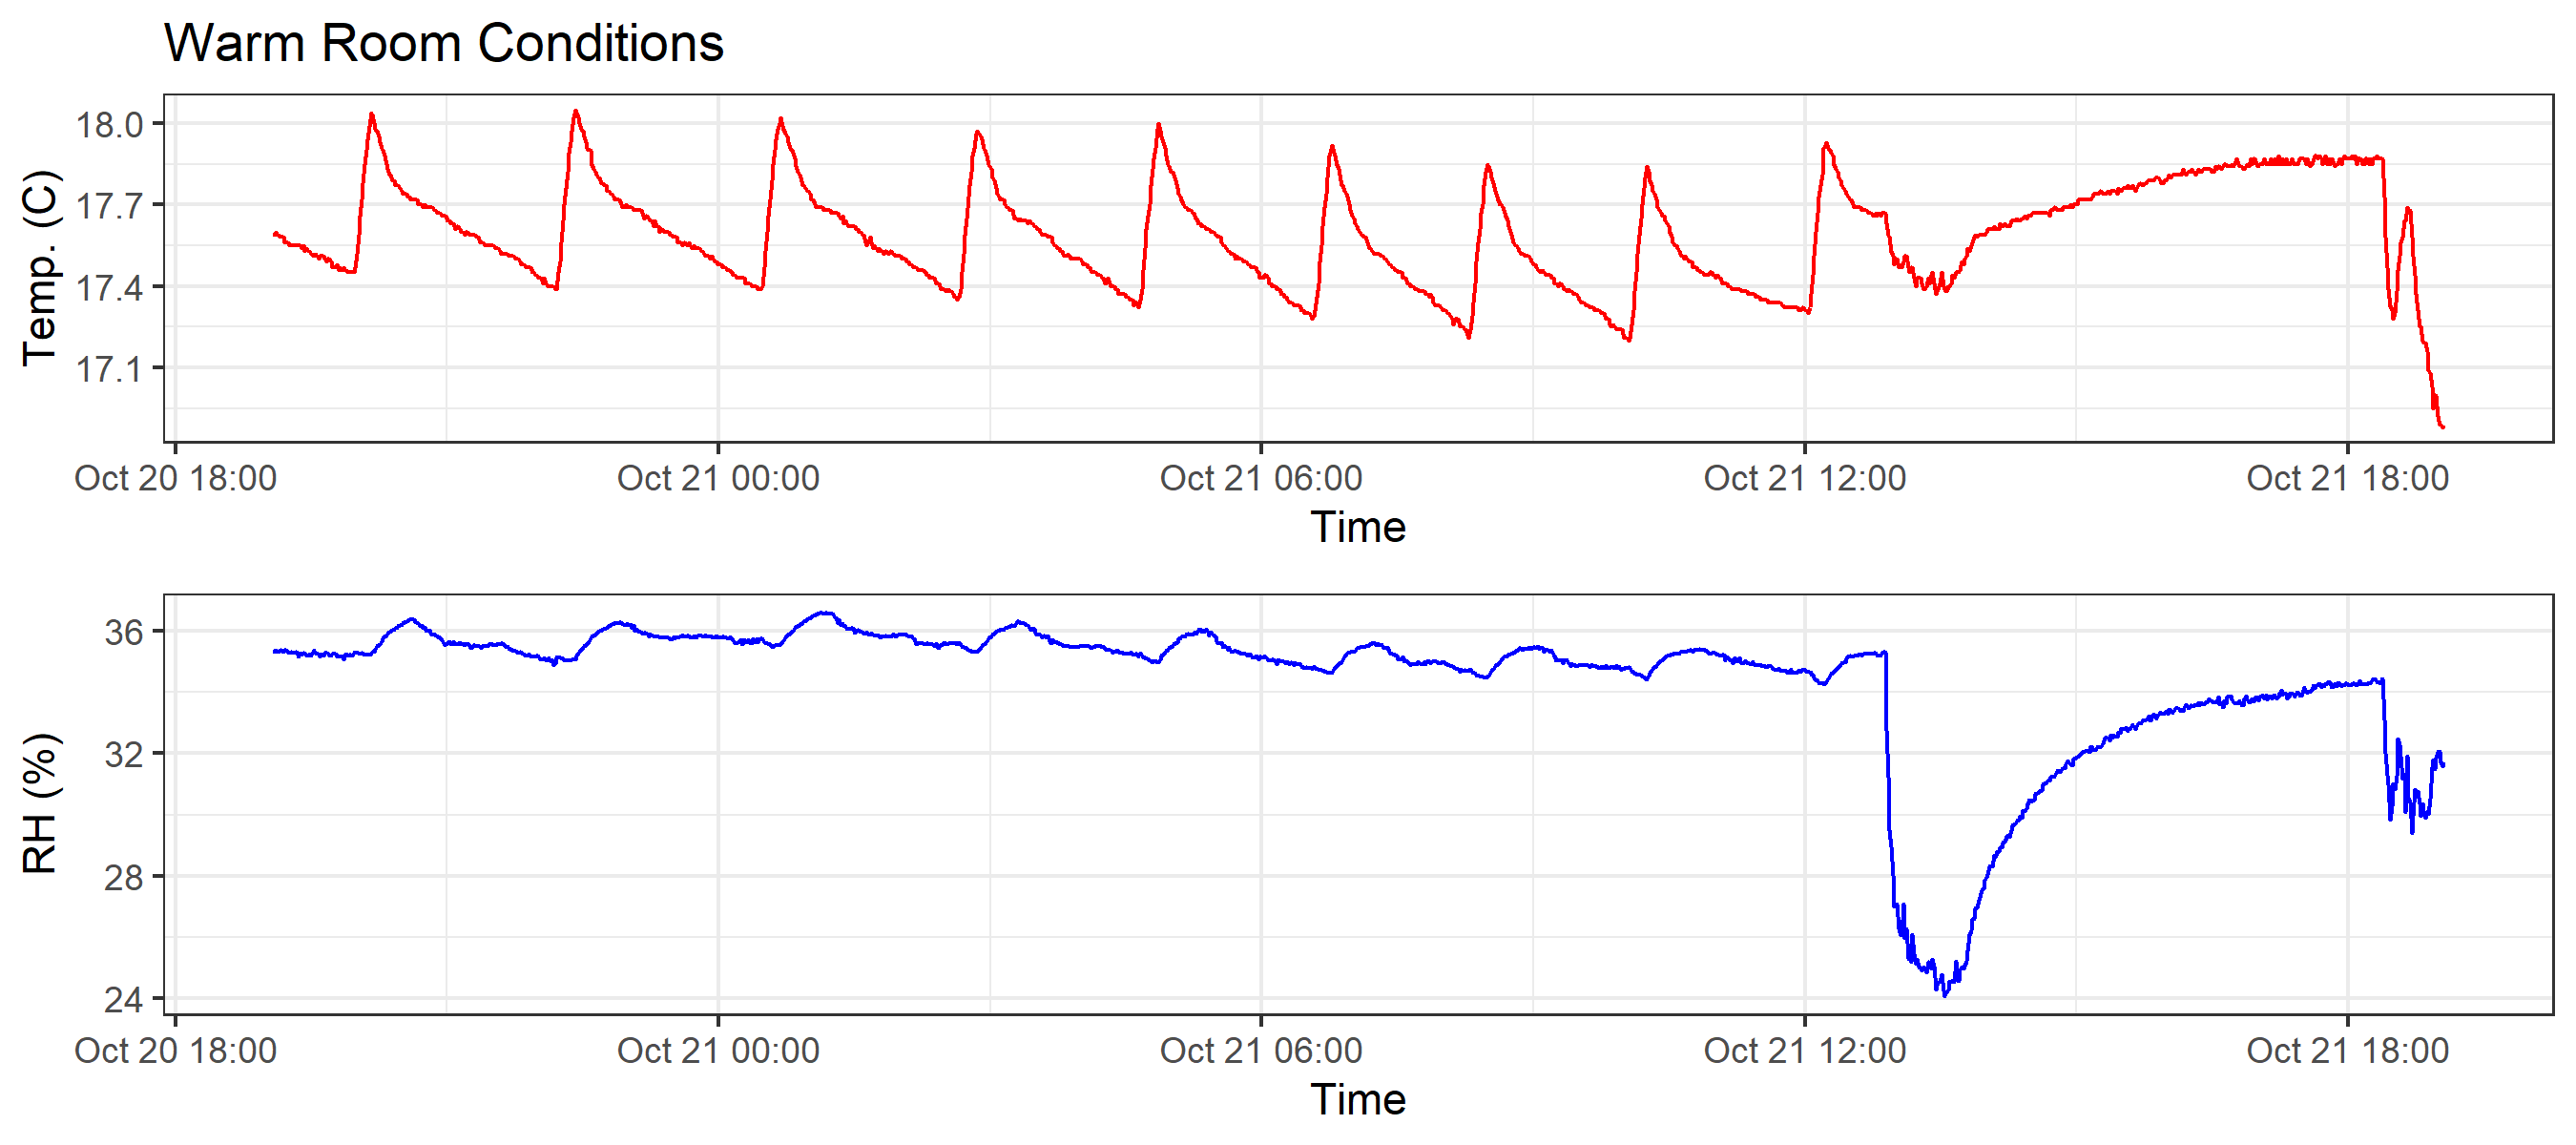 Warm Room Conditions
Temp. (C)
18.0
17.7
17.4
17.1
Oct 20 18:00 Oct 21 00:00 Oct 21 06:00 Oct 21 12:00 Oct 21 18:00
Time
RH (%)
36
32
28
24
Oct 20 18:00 Oct 21 00:00 Oct 21 06:00 Oct 21 12:00 Oct 21 18:00
Time